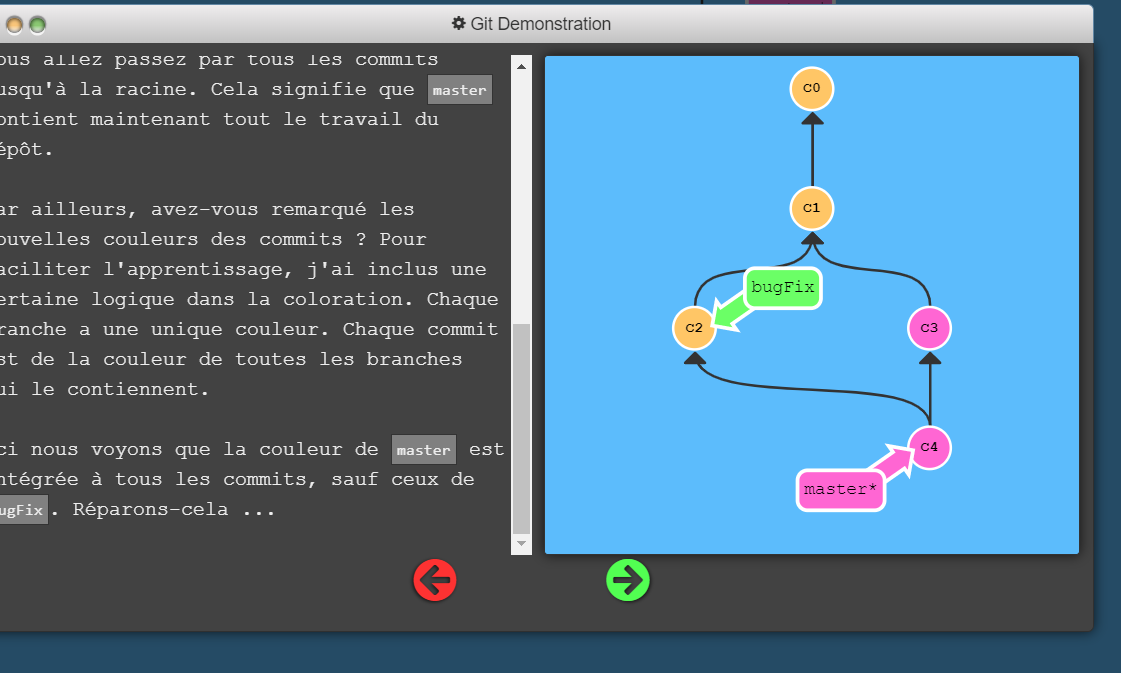 Git Demonstration
ous allez passez par tous les commits
usqu'à la racine. Cela signifie que master
ontient maintenant tout le travail du
épôt.
ar ailleurs, avez-vous remarqué les
ouvelles couleurs des commits ? Pour
aciliter l'apprentissage, j'ai inclus une
ertaine logique dans la coloration. Chaque
ranche a une unique couleur. Chaque commit
st de la couleur de toutes les branches
ui le contiennent.
ci nous voyons que la couleur de master est
ntégrée à tous les commits, sauf ceux de
ugFix. Réparons-cela ...
c0
c1
bugFix
c2
c3
c4
master*